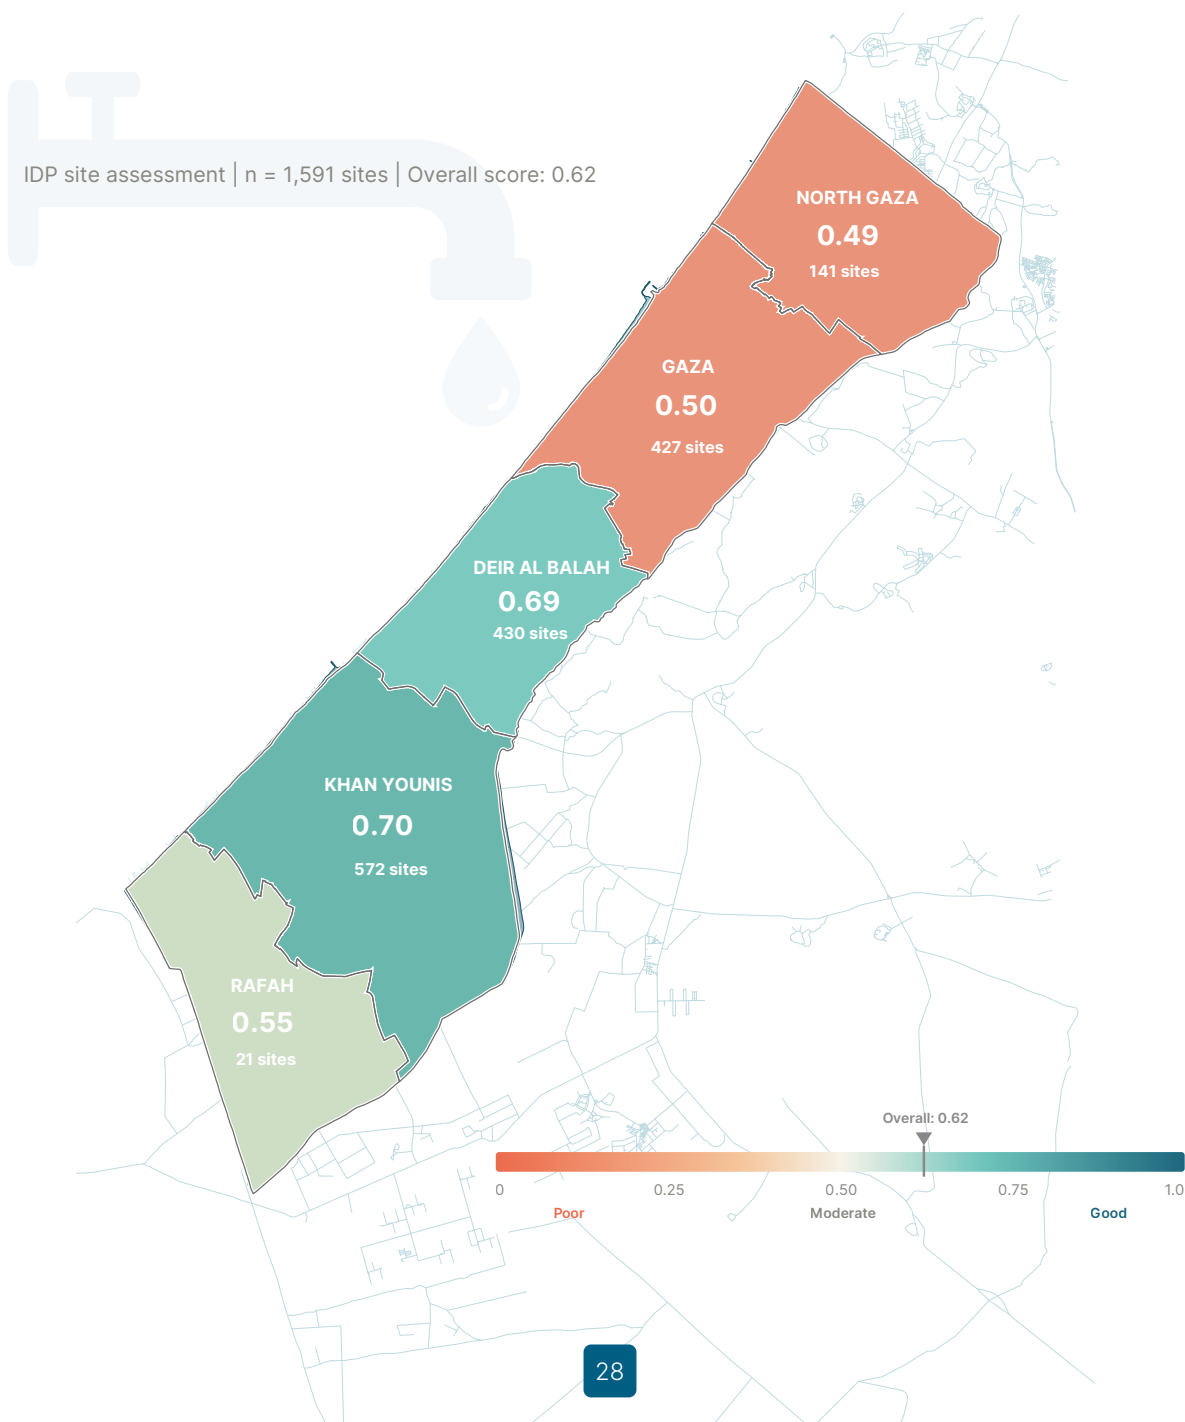 IDP site assessment | n = 1,591 sites | Overall score: 0.62
NORTH GAZA
0.49
141 sites
GAZA
0.50
427 sites
DEIR AL BALAH
0.69
430 sites
KHAN YOUNIS
0.70
572 sites
RAFAH
0.55
21 sites
Overall: 0.62
0 0.25 0.50 0.75 1.0
Poor Moderate Good
28